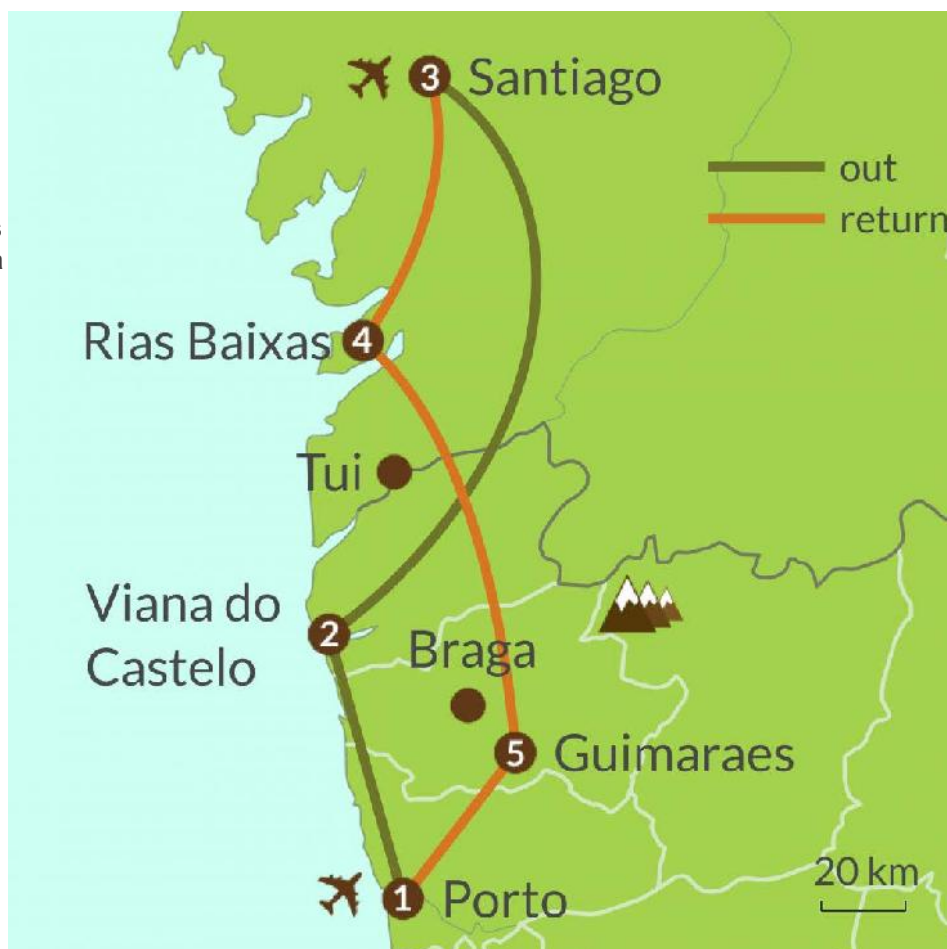 3 Santiago
out
return
4 Rias Baixas
Tui
Viana do
Castelo
2
Braga
5 Guimaraes
20 km
1 Porto